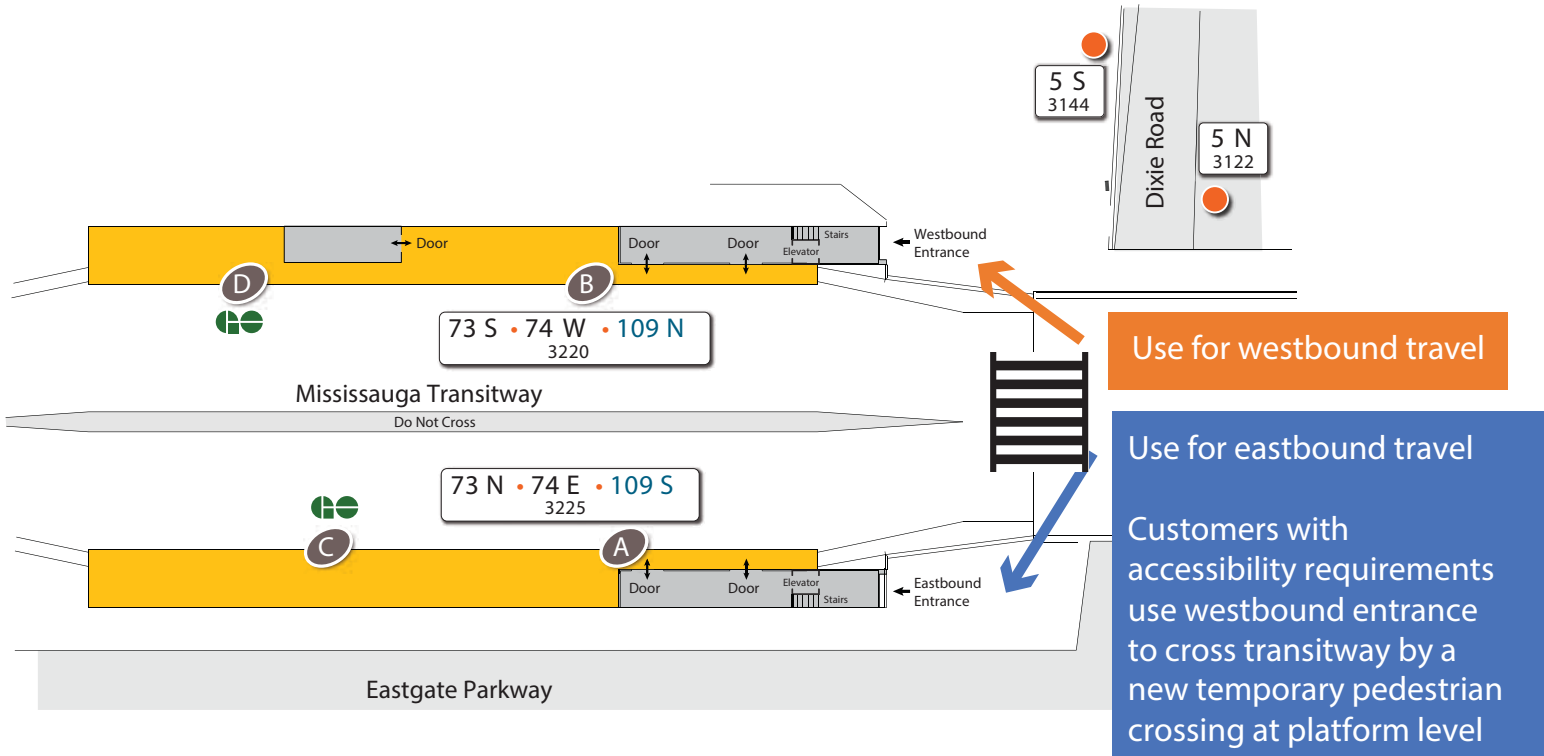 5 S
3144
Dixie Road
5 N
3122
Door
Door
Door
Stairs
Elevator
Westbound
Entrance
D
B
GO
73 S • 74 W • 109 N
3220
Use for westbound travel
Mississauga Transitway
Do Not Cross
Use for eastbound travel
73 N • 74 E • 109 S
3225
GO
C
A
Door
Door
Elevator
Stairs
Eastbound
Entrance
Customers with
accessibility requirements
use westbound entrance
to cross transitway by a
new temporary pedestrian
crossing at platform level
Eastgate Parkway